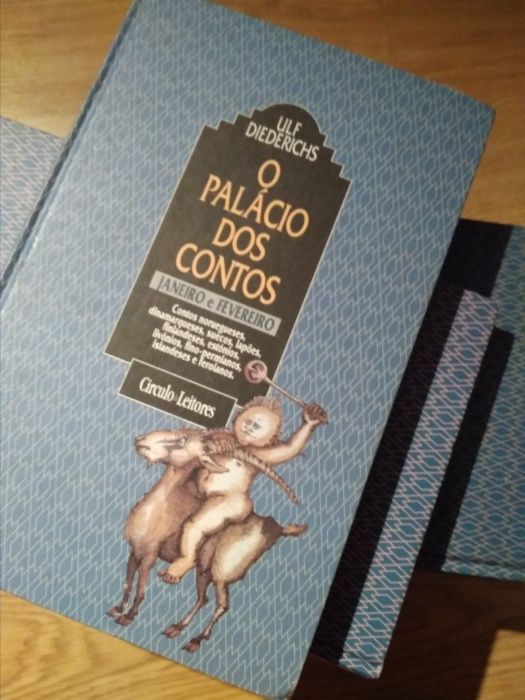 ULF
DIEDERICHS
O
PALÁCIO
DOS
CONTOS
JANEIRO e FEVEREIRO
Contos noruegueses,
dinamarqueses, suecos, lapões,
finlandeses, estónios,
livónios, fino-permianos,
islandeses e feroianos.
Círculo de Leitores